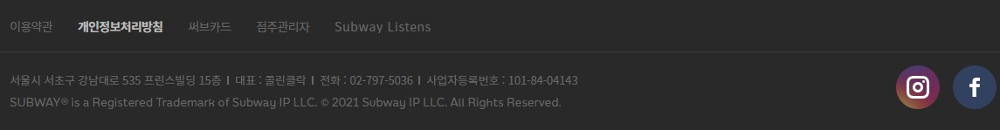 이용약관 개인정보처리방침 써브카드 점주관리자 Subway Listens
서울시 서초구 강남대로 535 프린스빌딩 15층 I 대표 : 콜린클락 I 전화 : 02-797-5036 I 사업자등록번호 : 101-84-04143
SUBWAY® is a Registered Trademark of Subway IP LLC. © 2021 Subway IP LLC. All Rights Reserved.